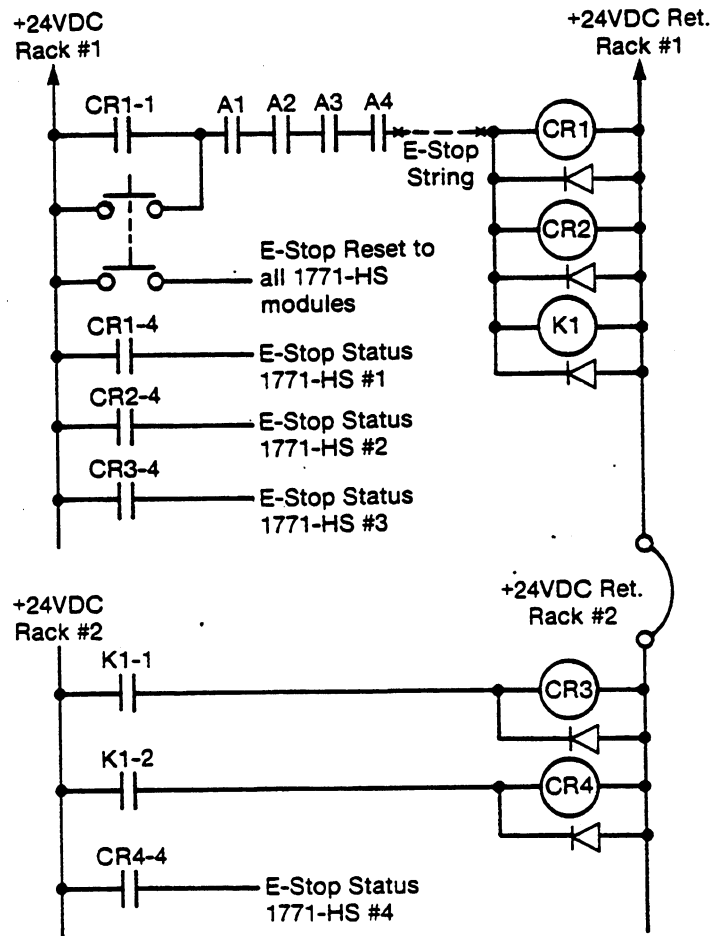 +24VDC
Rack #1
+24VDC Ret.
Rack #1
CR1-1
A1
A2
A3
A4
E-Stop
String
CR1
CR2
K1
E-Stop Reset to
all 1771-HS
modules
CR1-4
E-Stop Status
1771-HS #1
CR2-4
E-Stop Status
1771-HS #2
CR3-4
E-Stop Status
1771-HS #3
+24VDC Ret.
Rack #2
+24VDC
Rack #2
K1-1
CR3
K1-2
CR4
CR4-4
E-Stop Status
1771-HS #4